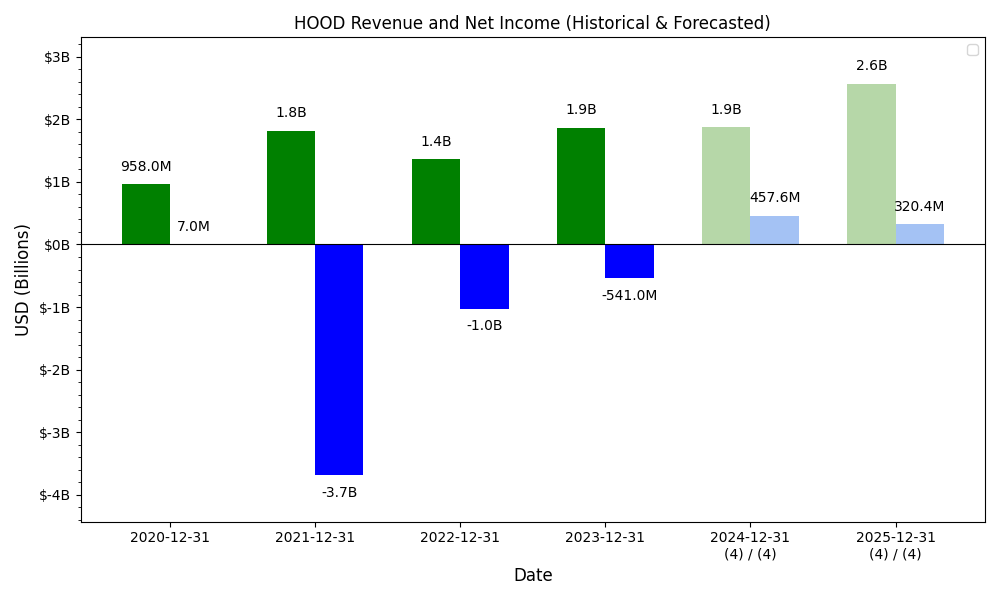 HOOD Revenue and Net Income (Historical & Forecasted)
USD (Billions)
$3B
$2B
$1B
$0B
$-1B
$-2B
$-3B
$-4B
958.0M
7.0M
1.8B
-3.7B
1.4B
-1.0B
1.9B
-541.0M
1.9B
457.6M
2.6B
320.4M
2020-12-31
2021-12-31
2022-12-31
2023-12-31
2024-12-31
(4) / (4)
2025-12-31
(4) / (4)
Date